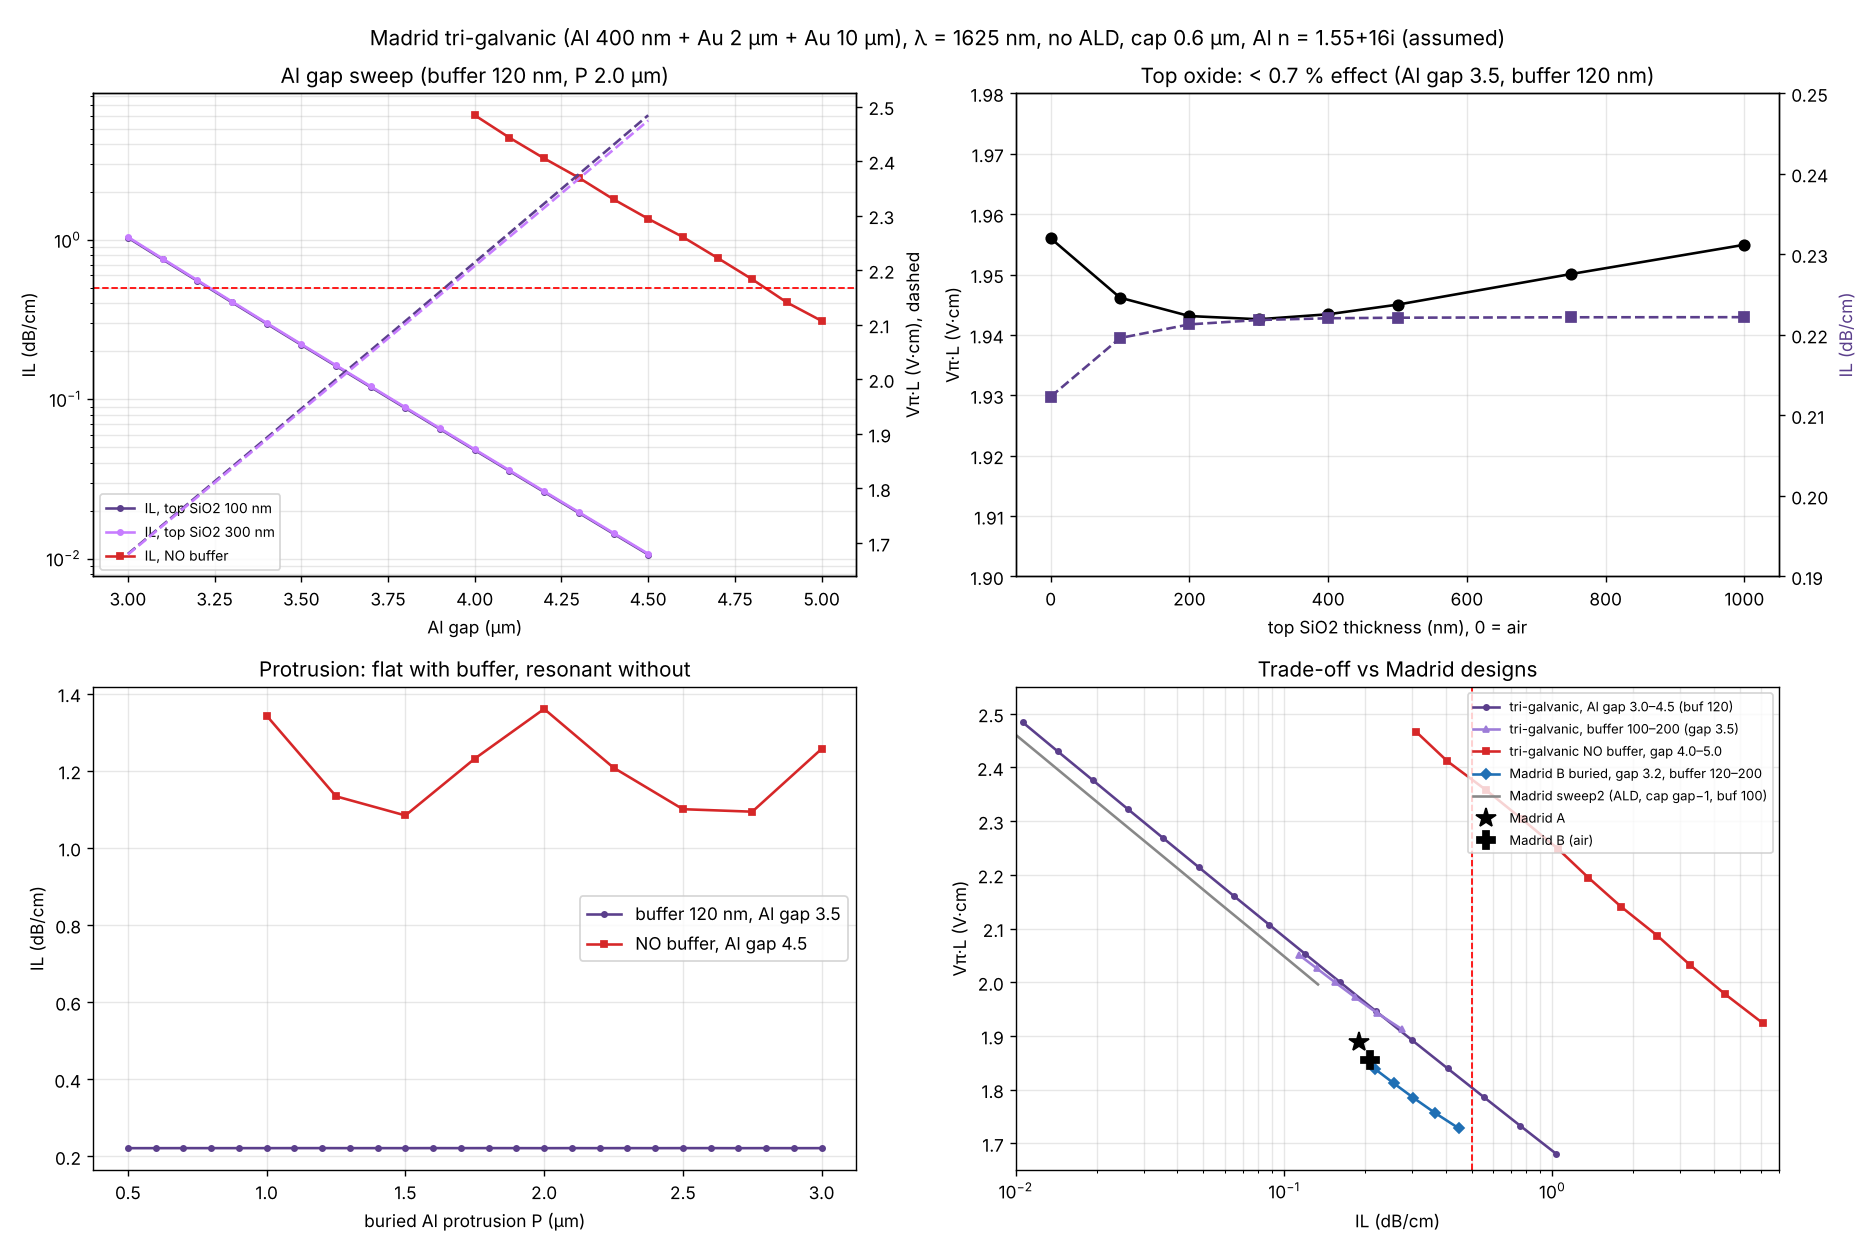 Madrid tri-galvanic (Al 400 nm + Au 2 µm + Au 10 µm), λ = 1625 nm, no ALD, cap 0.6 µm, Al n = 1.55+16i (assumed)
Al gap sweep (buffer 120 nm, P 2.0 µm)
IL (dB/cm)
10⁰
10⁻¹
10⁻²
3.00 3.25 3.50 3.75 4.00 4.25 4.50 4.75 5.00
Al gap (µm)
2.5
2.4
2.3
2.2
2.1
2.0
1.9
1.8
1.7
Vπ·L (V·cm), dashed
IL, top SiO2 100 nm
IL, top SiO2 300 nm
IL, NO buffer
Top oxide: < 0.7 % effect (Al gap 3.5, buffer 120 nm)
Vπ·L (V·cm)
1.98
1.97
1.96
1.95
1.94
1.93
1.92
1.91
1.90
0 200 400 600 800 1000
top SiO2 thickness (nm), 0 = air
0.25
0.24
0.23
0.22
0.21
0.20
0.19
IL (dB/cm)
Protrusion: flat with buffer, resonant without
IL (dB/cm)
1.4
1.2
1.0
0.8
0.6
0.4
0.2
0.5 1.0 1.5 2.0 2.5 3.0
buried Al protrusion P (µm)
buffer 120 nm, Al gap 3.5
NO buffer, Al gap 4.5
Trade-off vs Madrid designs
Vπ·L (V·cm)
2.5
2.4
2.3
2.2
2.1
2.0
1.9
1.8
1.7
10⁻² 10⁻¹ 10⁰
IL (dB/cm)
tri-galvanic, Al gap 3.0–4.5 (buf 120)
tri-galvanic, buffer 100–200 (gap 3.5)
tri-galvanic NO buffer, gap 4.0–5.0
Madrid B buried, gap 3.2, buffer 120–200
Madrid sweep2 (ALD, cap gap−1, buf 100)
Madrid A
Madrid B (air)